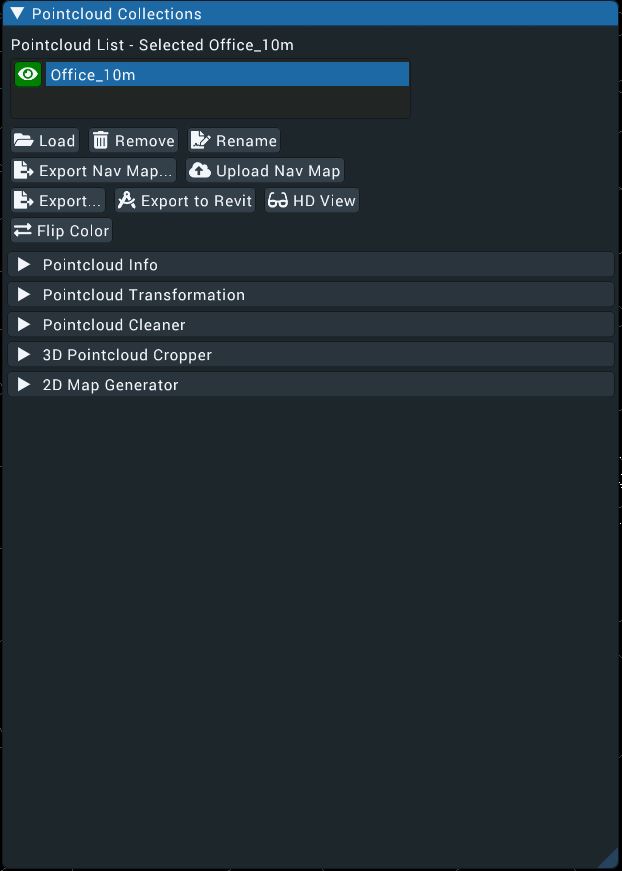 Pointcloud Collections
Pointcloud List - Selected Office_10m
Office_10m
Load Remove Rename
Export Nav Map... Upload Nav Map
Export... Export to Revit HD View
Flip Color
Pointcloud Info
Pointcloud Transformation
Pointcloud Cleaner
3D Pointcloud Cropper
2D Map Generator